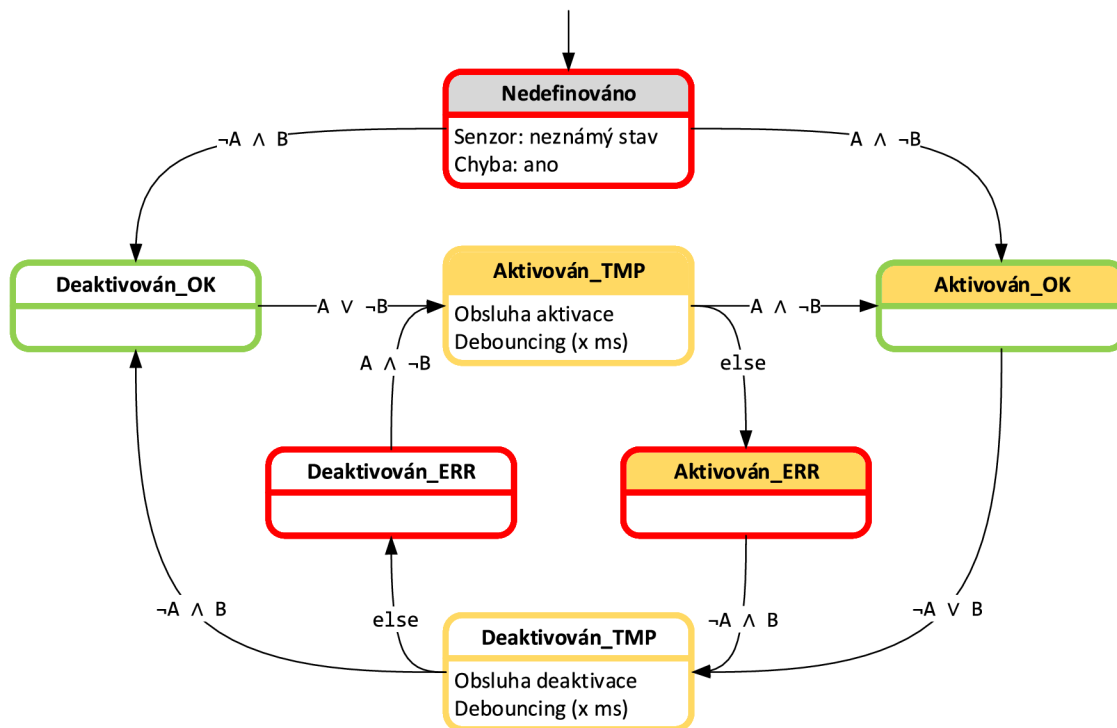 Nedefinováno
Senzor: neznámý stav
Chyba: ano
¬A ∧ B
A ∧ ¬B
Deaktivován_OK
Aktivován_TMP
Obsluha aktivace
Debouncing (x ms)
Aktivován_OK
A ∨ ¬B
A ∧ ¬B
A ∧ ¬B
else
Deaktivován_ERR
Aktivován_ERR
¬A ∧ B
else
¬A ∧ B
¬A ∨ B
Deaktivován_TMP
Obsluha deaktivace
Debouncing (x ms)